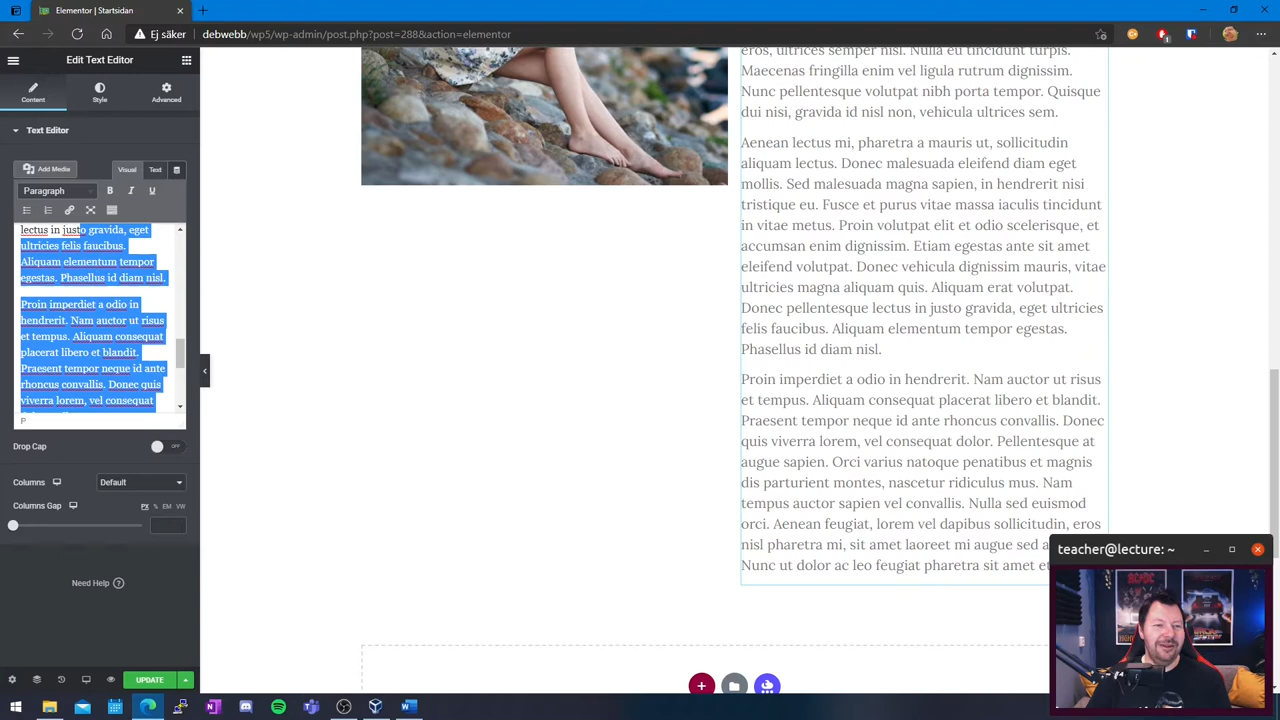 Elementor | Startsida
Ej säker
debwebb/wp5/wp-admin/post.php?post=288&action=elementor
1
Edit Text Editor
Content
Style
Advanced
Text Editor
Add Media
Visual
Text
Paragraph
B
I
lectus in justo gravida, eget
ultricies felis faucibus.
Aliquam elementum tempor
egestas. Phasellus id diam nisl.
Proin imperdiet a odio in
hendrerit. Nam auctor ut risus
et tempus. Aliquam consequat
placerat libero et blandit.
Praesent tempor neque id ante
rhoncus convallis. Donec quis
viverra lorem, vel consequat
P
Drop Cap
OFF
Columns
Default
Columns Gap
PX % EM VW
Need Help
UPDATE
eros, ultrices semper nisl. Nulla eu tincidunt turpis.
Maecenas fringilla enim vel ligula rutrum dignissim.
Nunc pellentesque volutpat nibh porta tempor. Quisque
dui nisi, gravida id nisl non, vehicula ultrices sem.
Aenean lectus mi, pharetra a mauris ut, sollicitudin
aliquam lectus. Donec malesuada eleifend diam eget
mollis. Sed malesuada magna sapien, in hendrerit nisi
tristique eu. Fusce et purus vitae massa iaculis tincidunt
in vitae metus. Proin volutpat elit et odio scelerisque, et
accumsan enim dignissim. Etiam egestas ante sit amet
eleifend volutpat. Donec vehicula dignissim mauris, vitae
ultricies magna aliquam quis. Aliquam erat volutpat.
Donec pellentesque lectus in justo gravida, eget ultricies
felis faucibus. Aliquam elementum tempor egestas.
Phasellus id diam nisl.
Proin imperdiet a odio in hendrerit. Nam auctor ut risus
et tempus. Aliquam consequat placerat libero et blandit.
Praesent tempor neque id ante rhoncus convallis. Donec
quis viverra lorem, vel consequat dolor. Pellentesque at
augue sapien. Orci varius natoque penatibus et magnis
dis parturient montes, nascetur ridiculus mus. Nam
tempus auctor sapien vel convallis. Nulla sed euismod
orci. Aenean feugiat, lorem vel dapibus sollicitudin, eros
nisl pharetra mi, sit amet laoreet mi augue sed a
Nunc ut dolor ac leo feugiat pharetra sit amet et
teacher@lecture: ~
AC/DC